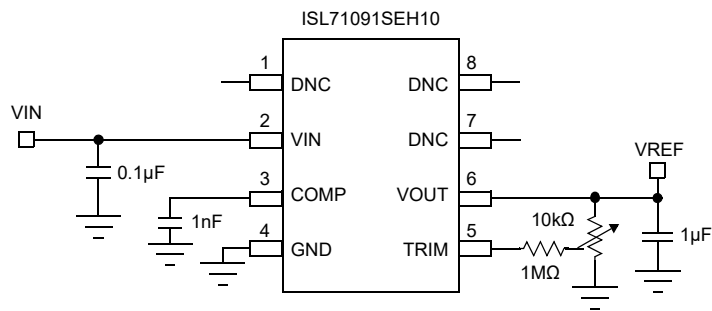 ISL71091SEH10
1
DNC
8
DNC
VIN
2
VIN
7
DNC
VREF
0.1µF
3
COMP
6
VOUT
1nF
10kΩ
1µF
4
GND
5
TRIM
1MΩ